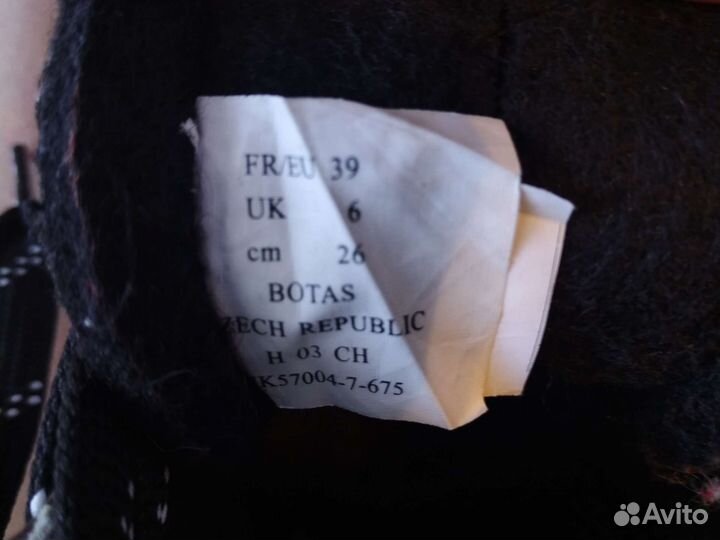 FR/EU 39
UK 6
cm 26
BOTAS
ZECH REPUBLIC
H 03 CH
K57004-7-675
Avito